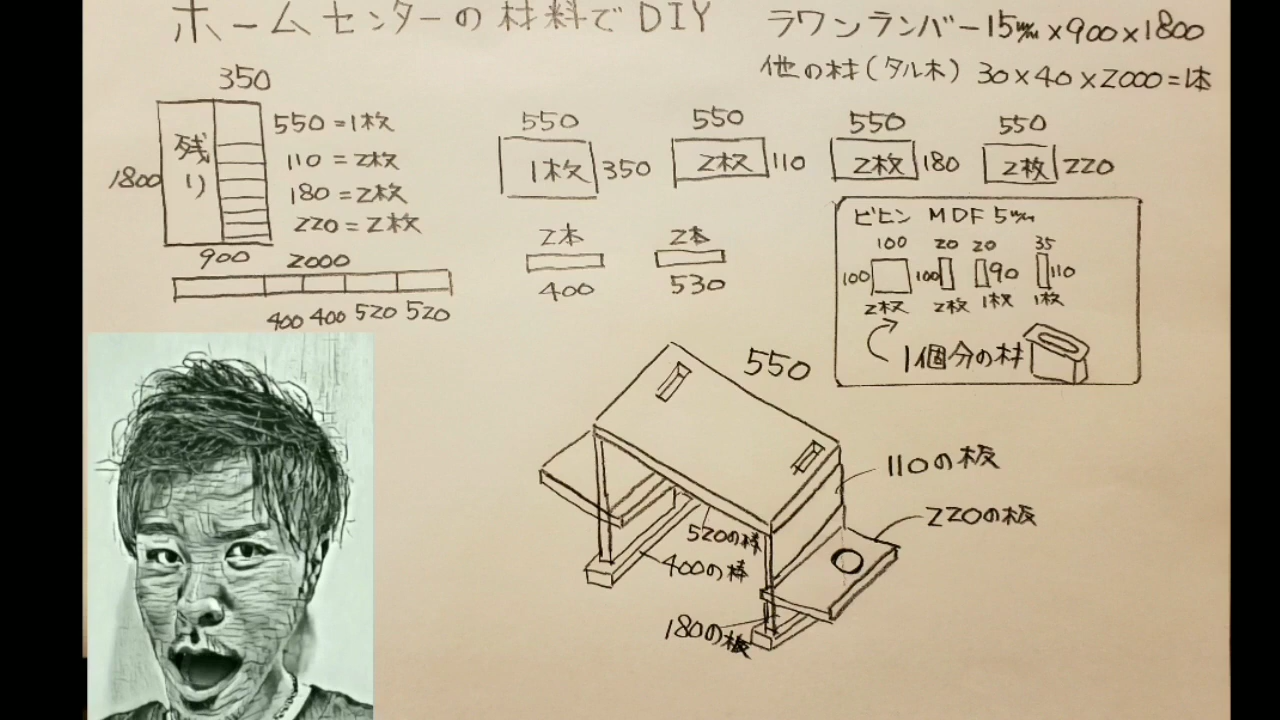 ホームセンターの材料でDIY
ラワンランバー15㎜×900×1800
他の材(タル木) 30×40×2000=1本
350
550=1枚
110=2枚
180=2枚
220=2枚
残り
1800
900
550
1枚
350
550
2枚
110
550
2枚
180
550
2枚
220
2000
400 400 520 520
2本
400
2本
530
ビヒン MDF5㎜
100 20 20 35
100 100 90 110
2枚 2枚 1枚 1枚
1個分の材
550
110の板
220の板
520の棒
400の棒
180の板